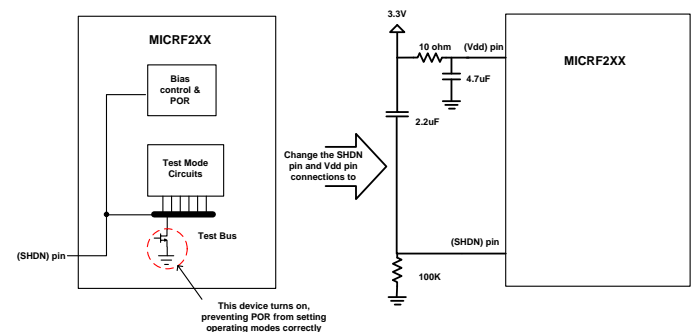 MICRF2XX
Bias
control &
POR
Test Mode
Circuits
Test Bus
(SHDN) pin
This device turns on,
preventing POR from setting
operating modes correctly
Change the SHDN
pin and Vdd pin
connections to
3.3V
10 ohm
(Vdd) pin
4.7uF
2.2uF
(SHDN) pin
100K
MICRF2XX